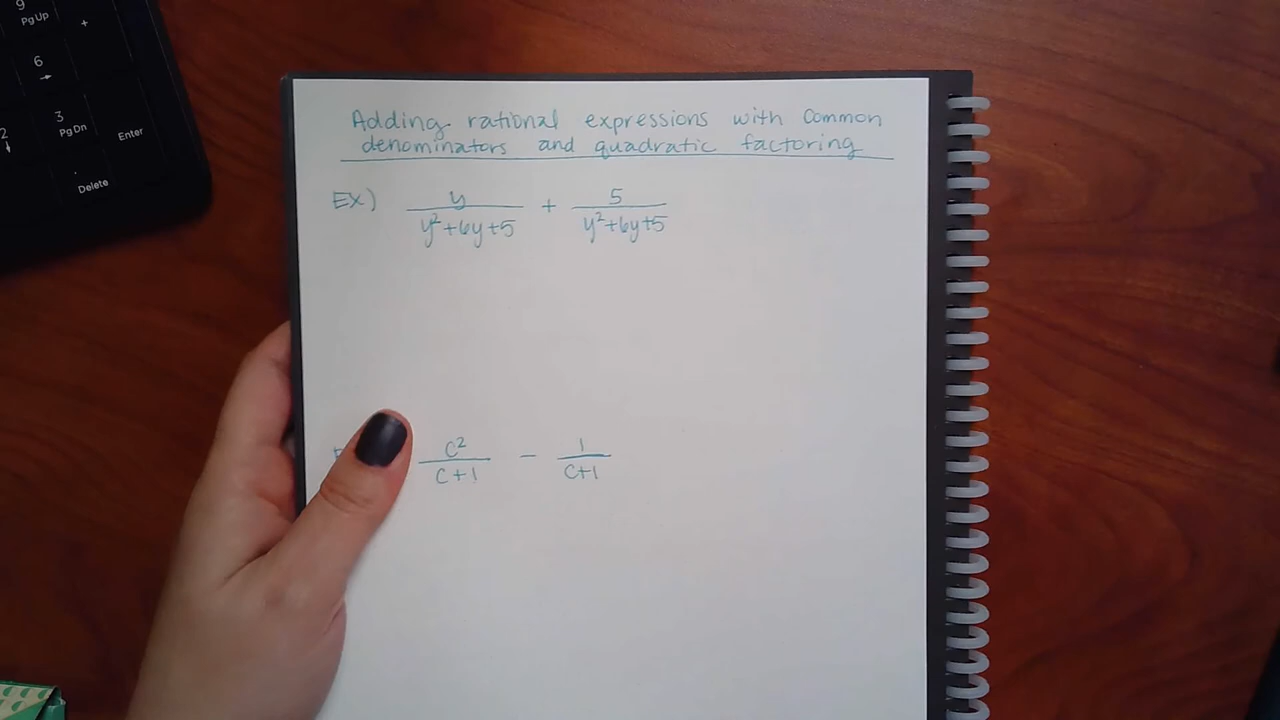 9
PgUp
+
6
→
3
PgDn
2
↓
Enter
.
Delete
Adding rational expressions with common
denominators and quadratic factoring
Ex) y/(y²+6y+5) + 5/(y²+6y+5)
c²/(c+1) - 1/(c+1)